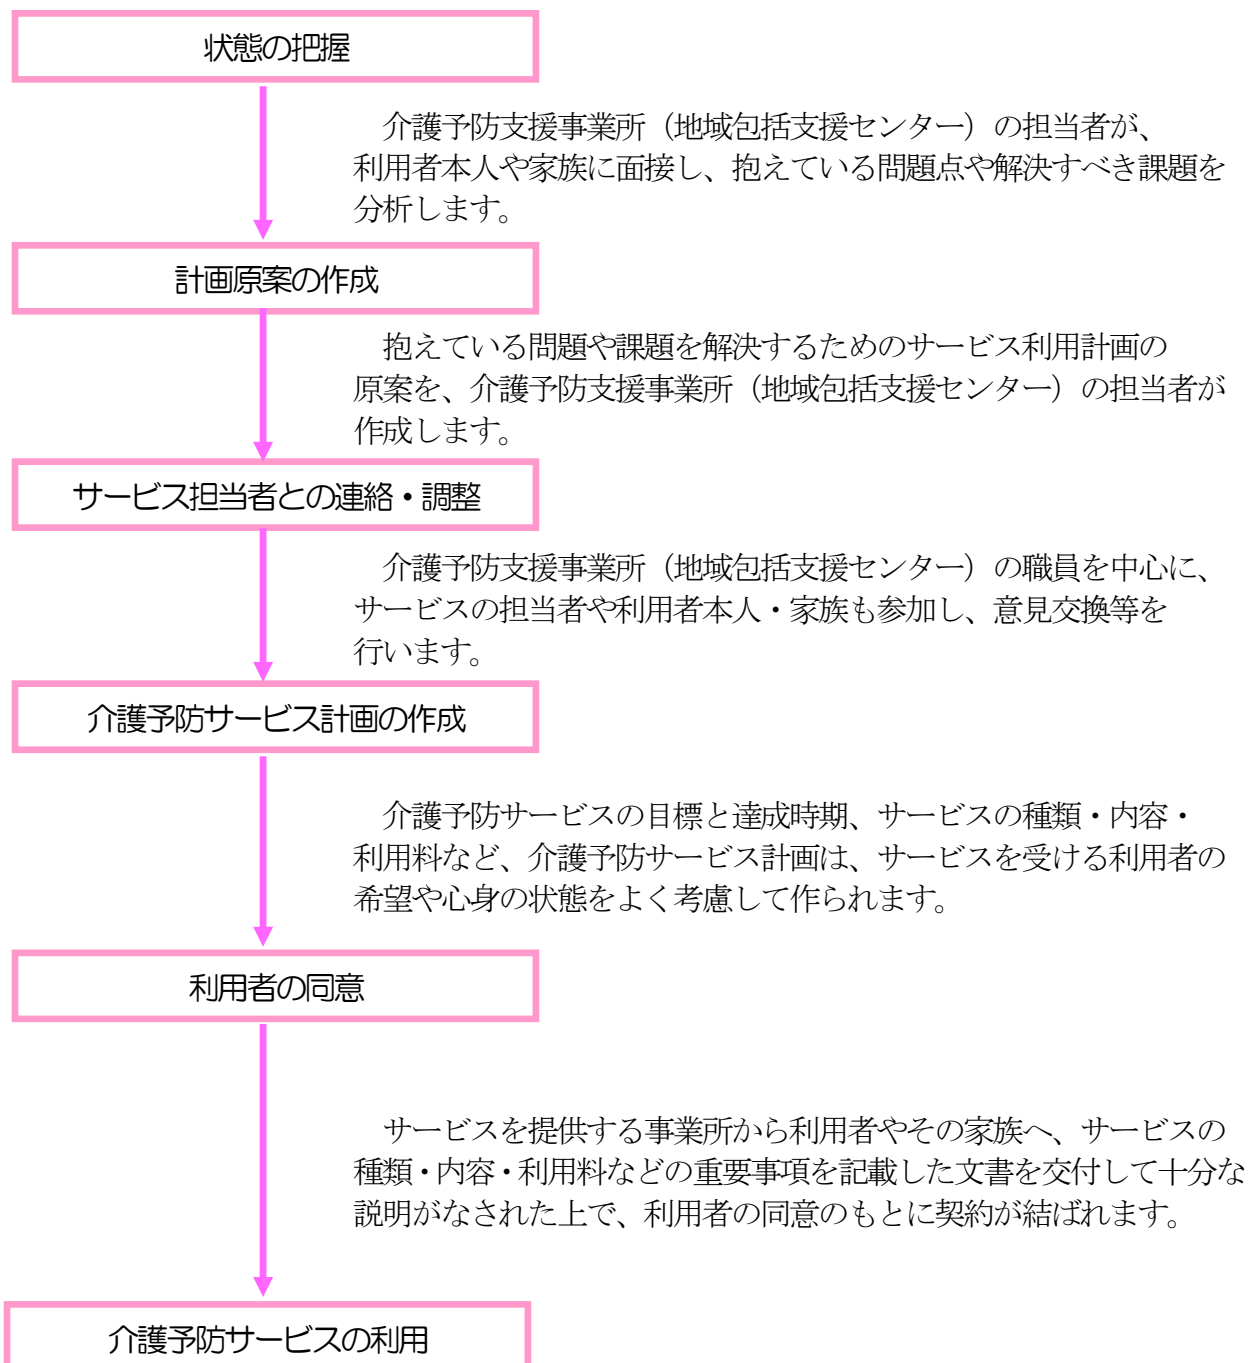 状態の把握
介護予防支援事業所（地域包括支援センター）の担当者が、
利用者本人や家族に面接し、抱えている問題点や解決すべき課題を
分析します。
計画原案の作成
抱えている問題や課題を解決するためのサービス利用計画の
原案を、介護予防支援事業所（地域包括支援センター）の担当者が
作成します。
サービス担当者との連絡・調整
介護予防支援事業所（地域包括支援センター）の職員を中心に、
サービスの担当者や利用者本人・家族も参加し、意見交換等を
行います。
介護予防サービス計画の作成
介護予防サービスの目標と達成時期、サービスの種類・内容・
利用料など、介護予防サービス計画は、サービスを受ける利用者の
希望や心身の状態をよく考慮して作られます。
利用者の同意
サービスを提供する事業所から利用者やその家族へ、サービスの
種類・内容・利用料などの重要事項を記載した文書を交付して十分な
説明がなされた上で、利用者の同意のもとに契約が結ばれます。
介護予防サービスの利用